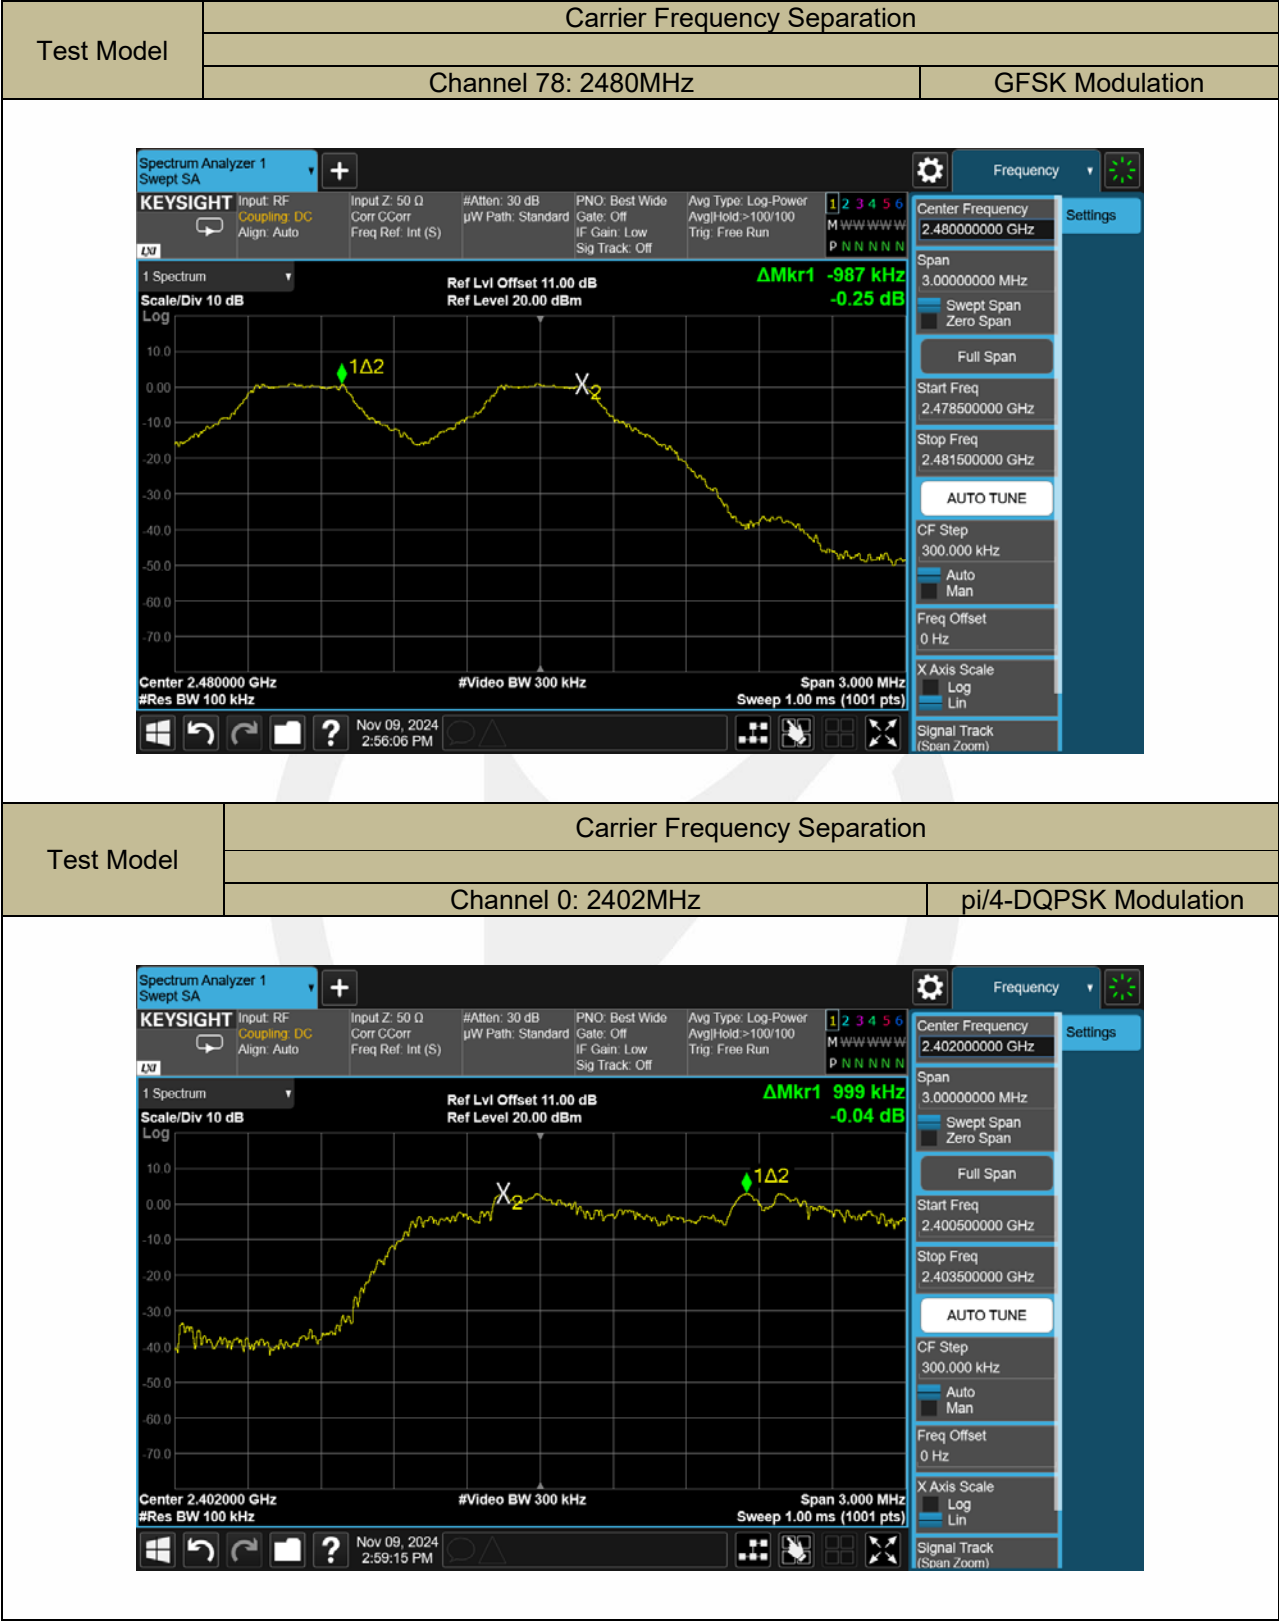 Test Model
Carrier Frequency Separation
Channel 78: 2480MHz
GFSK Modulation
Spectrum Analyzer 1
Swept SA
Frequency
KEYSIGHT
LXI
Input: RF
Coupling: DC
Align: Auto
Input Z: 50 Ω
Corr CCorr
Freq Ref: Int (S)
#Atten: 30 dB
µW Path: Standard
PNO: Best Wide
Gate: Off
IF Gain: Low
Sig Track: Off
Avg Type: Log-Power
Avg|Hold:>100/100
Trig: Free Run
1 2 3 4 5 6
M W W W W W
P N N N N N
1 Spectrum
Scale/Div 10 dB
Log
Ref Lvl Offset 11.00 dB
Ref Level 20.00 dBm
ΔMkr1 -987 kHz
-0.25 dB
1Δ2
X2
10.0
0.00
-10.0
-20.0
-30.0
-40.0
-50.0
-60.0
-70.0
Center 2.480000 GHz
#Res BW 100 kHz
#Video BW 300 kHz
Span 3.000 MHz
Sweep 1.00 ms (1001 pts)
Nov 09, 2024
2:56:06 PM
Center Frequency
2.480000000 GHz
Settings
Span
3.00000000 MHz
Swept Span
Zero Span
Full Span
Start Freq
2.478500000 GHz
Stop Freq
2.481500000 GHz
AUTO TUNE
CF Step
300.000 kHz
Auto
Man
Freq Offset
0 Hz
X Axis Scale
Log
Lin
Signal Track
(Span Zoom)
Test Model
Carrier Frequency Separation
Channel 0: 2402MHz
pi/4-DQPSK Modulation
Spectrum Analyzer 1
Swept SA
Frequency
KEYSIGHT
LXI
Input: RF
Coupling: DC
Align: Auto
Input Z: 50 Ω
Corr CCorr
Freq Ref: Int (S)
#Atten: 30 dB
µW Path: Standard
PNO: Best Wide
Gate: Off
IF Gain: Low
Sig Track: Off
Avg Type: Log-Power
Avg|Hold:>100/100
Trig: Free Run
1 2 3 4 5 6
M W W W W W
P N N N N N
1 Spectrum
Scale/Div 10 dB
Log
Ref Lvl Offset 11.00 dB
Ref Level 20.00 dBm
ΔMkr1 999 kHz
-0.04 dB
1Δ2
X2
10.0
0.00
-10.0
-20.0
-30.0
-40.0
-50.0
-60.0
-70.0
Center 2.402000 GHz
#Res BW 100 kHz
#Video BW 300 kHz
Span 3.000 MHz
Sweep 1.00 ms (1001 pts)
Nov 09, 2024
2:59:15 PM
Center Frequency
2.402000000 GHz
Settings
Span
3.00000000 MHz
Swept Span
Zero Span
Full Span
Start Freq
2.400500000 GHz
Stop Freq
2.403500000 GHz
AUTO TUNE
CF Step
300.000 kHz
Auto
Man
Freq Offset
0 Hz
X Axis Scale
Log
Lin
Signal Track
(Span Zoom)